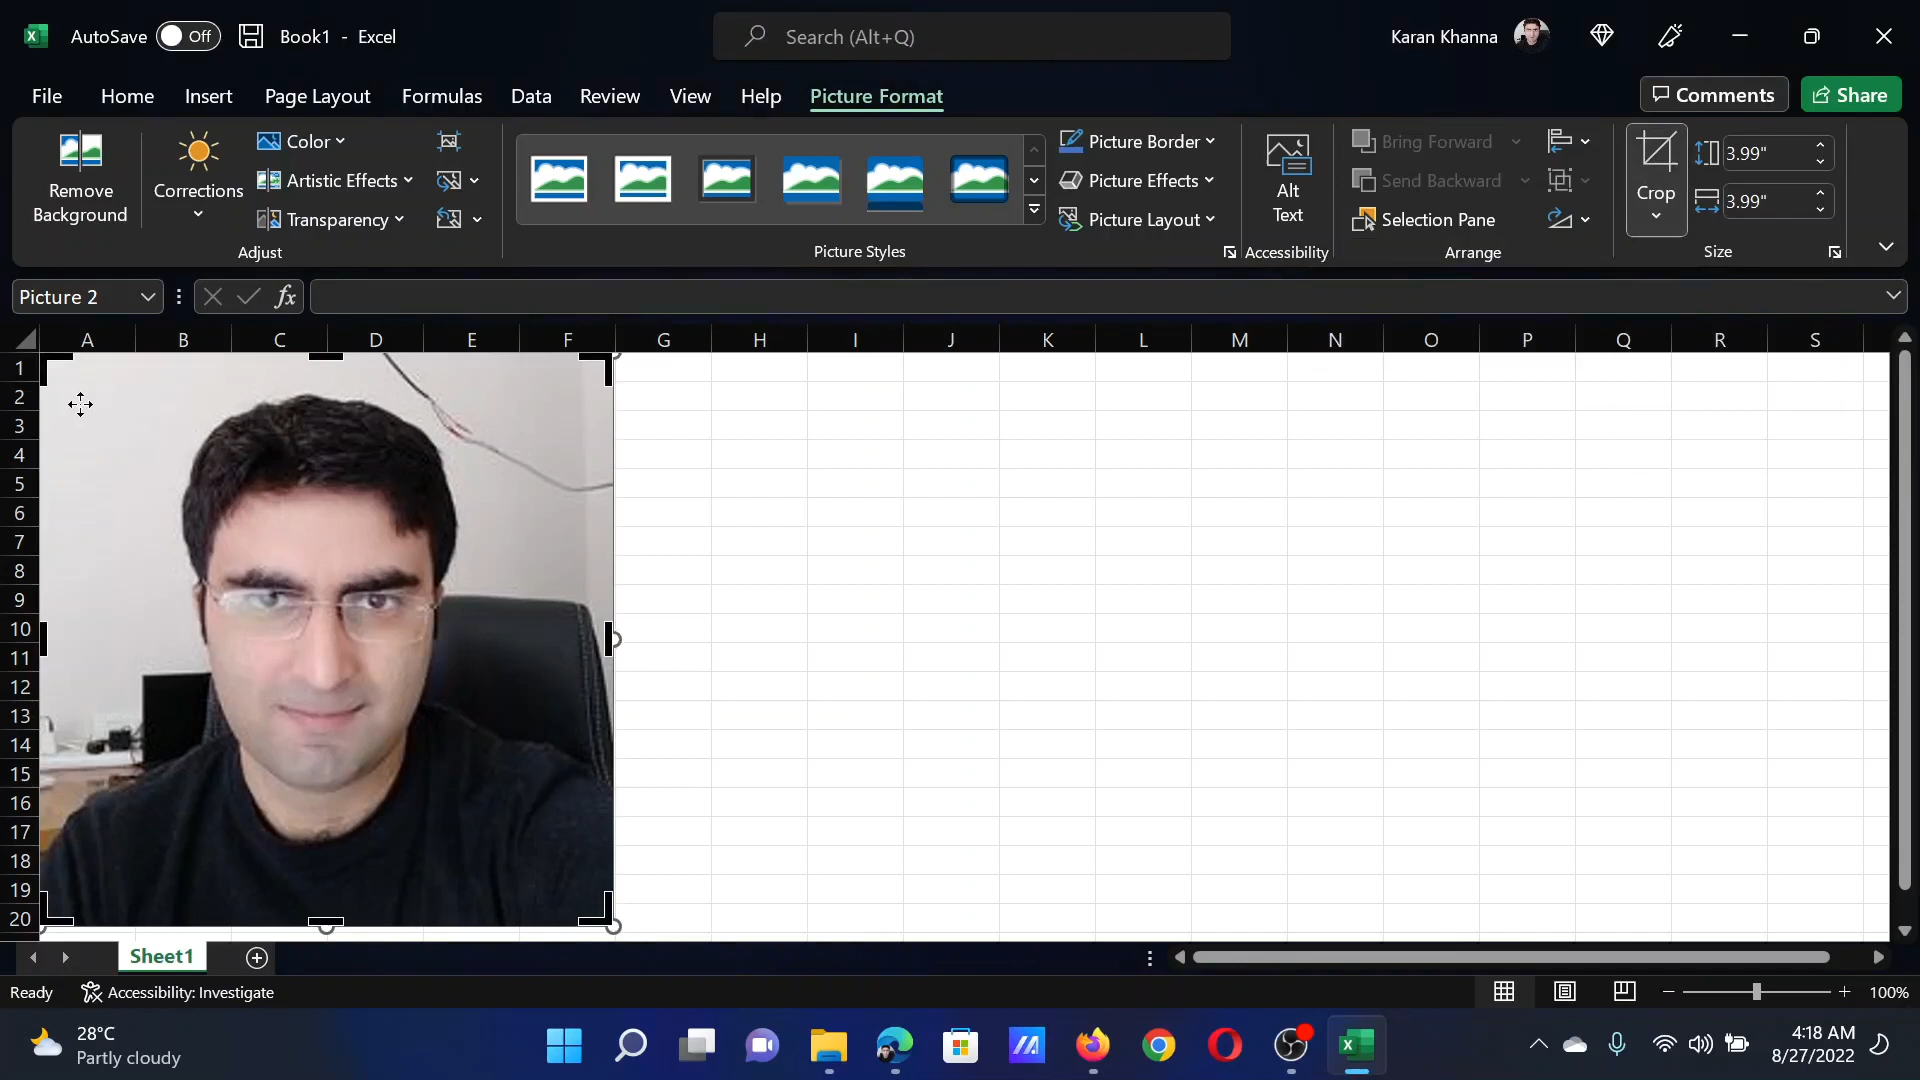 AutoSave Off Book1 - Excel Search (Alt+Q) Karan Khanna
File Home Insert Page Layout Formulas Data Review View Help Picture Format Comments Share
Remove Background
Corrections
Color
Artistic Effects
Transparency
Adjust
Picture Styles
Picture Border
Picture Effects
Picture Layout
Alt Text
Accessibility
Bring Forward
Send Backward
Selection Pane
Arrange
Crop
3.99"
3.99"
Size
Picture 2 fx
A B C D E F G H I J K L M N O P Q R S
1
2
3
4
5
6
7
8
9
10
11
12
13
14
15
16
17
18
19
20
Sheet1
Ready Accessibility: Investigate 100%
28°C
Partly cloudy
4:18 AM
8/27/2022